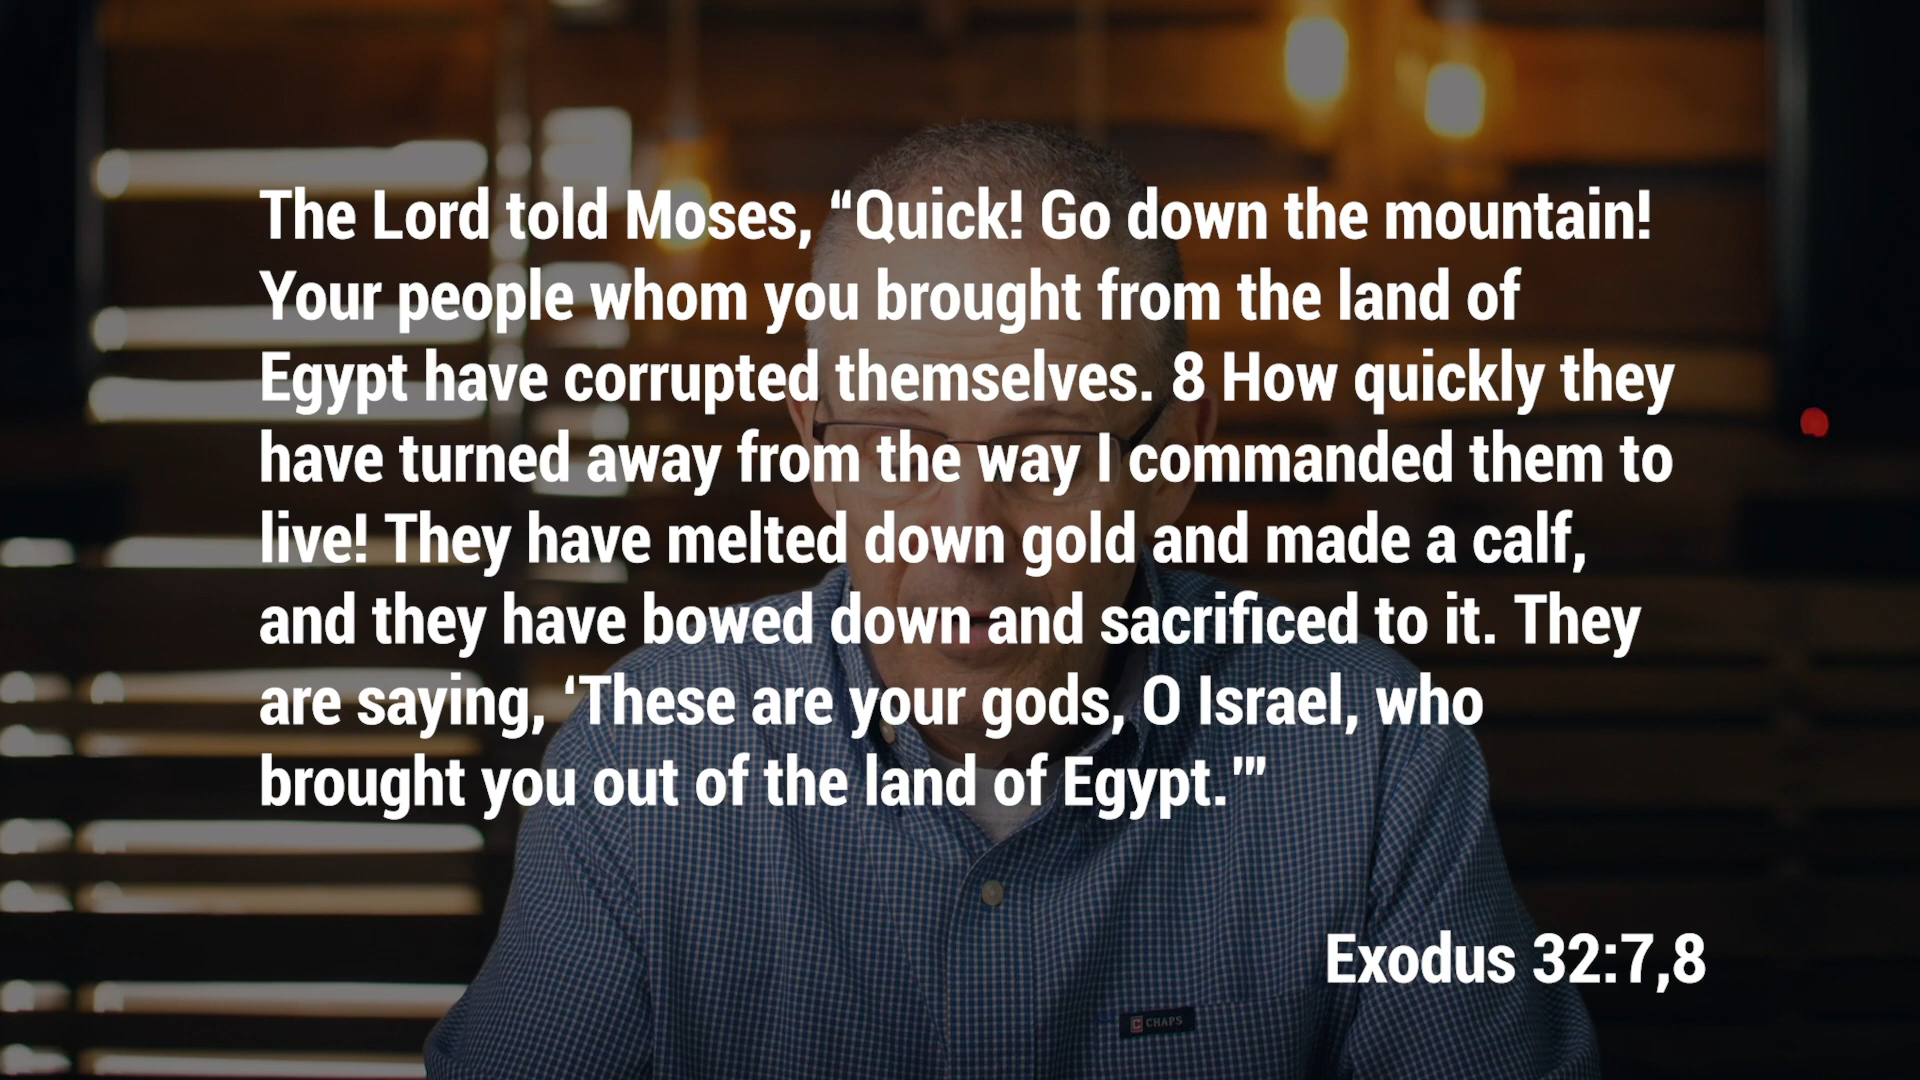 The Lord told Moses, “Quick! Go down the mountain!
Your people whom you brought from the land of
Egypt have corrupted themselves. 8 How quickly they
have turned away from the way I commanded them to
live! They have melted down gold and made a calf,
and they have bowed down and sacrificed to it. They
are saying, ‘These are your gods, O Israel, who
brought you out of the land of Egypt.’”
Exodus 32:7,8
CHAPS